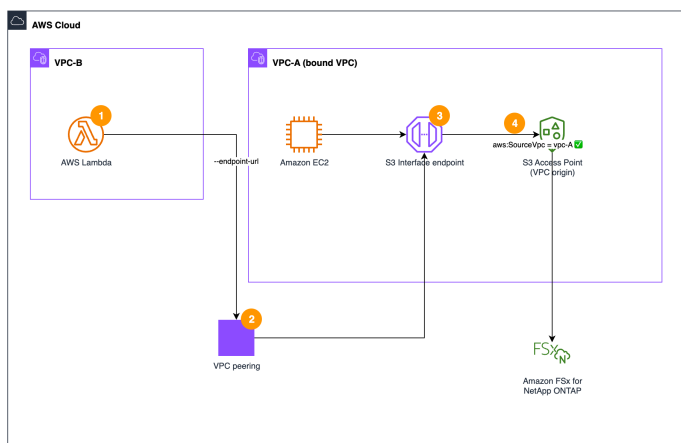 AWS Cloud
VPC-B
VPC-A (bound VPC)
1
3
4
AWS Lambda
Amazon EC2
S3 Interface endpoint
aws:SourceVpc = vpc-A ✅
S3 Access Point
(VPC origin)
--endpoint-url
2
VPC peering
FSx
N
Amazon FSx for
NetApp ONTAP